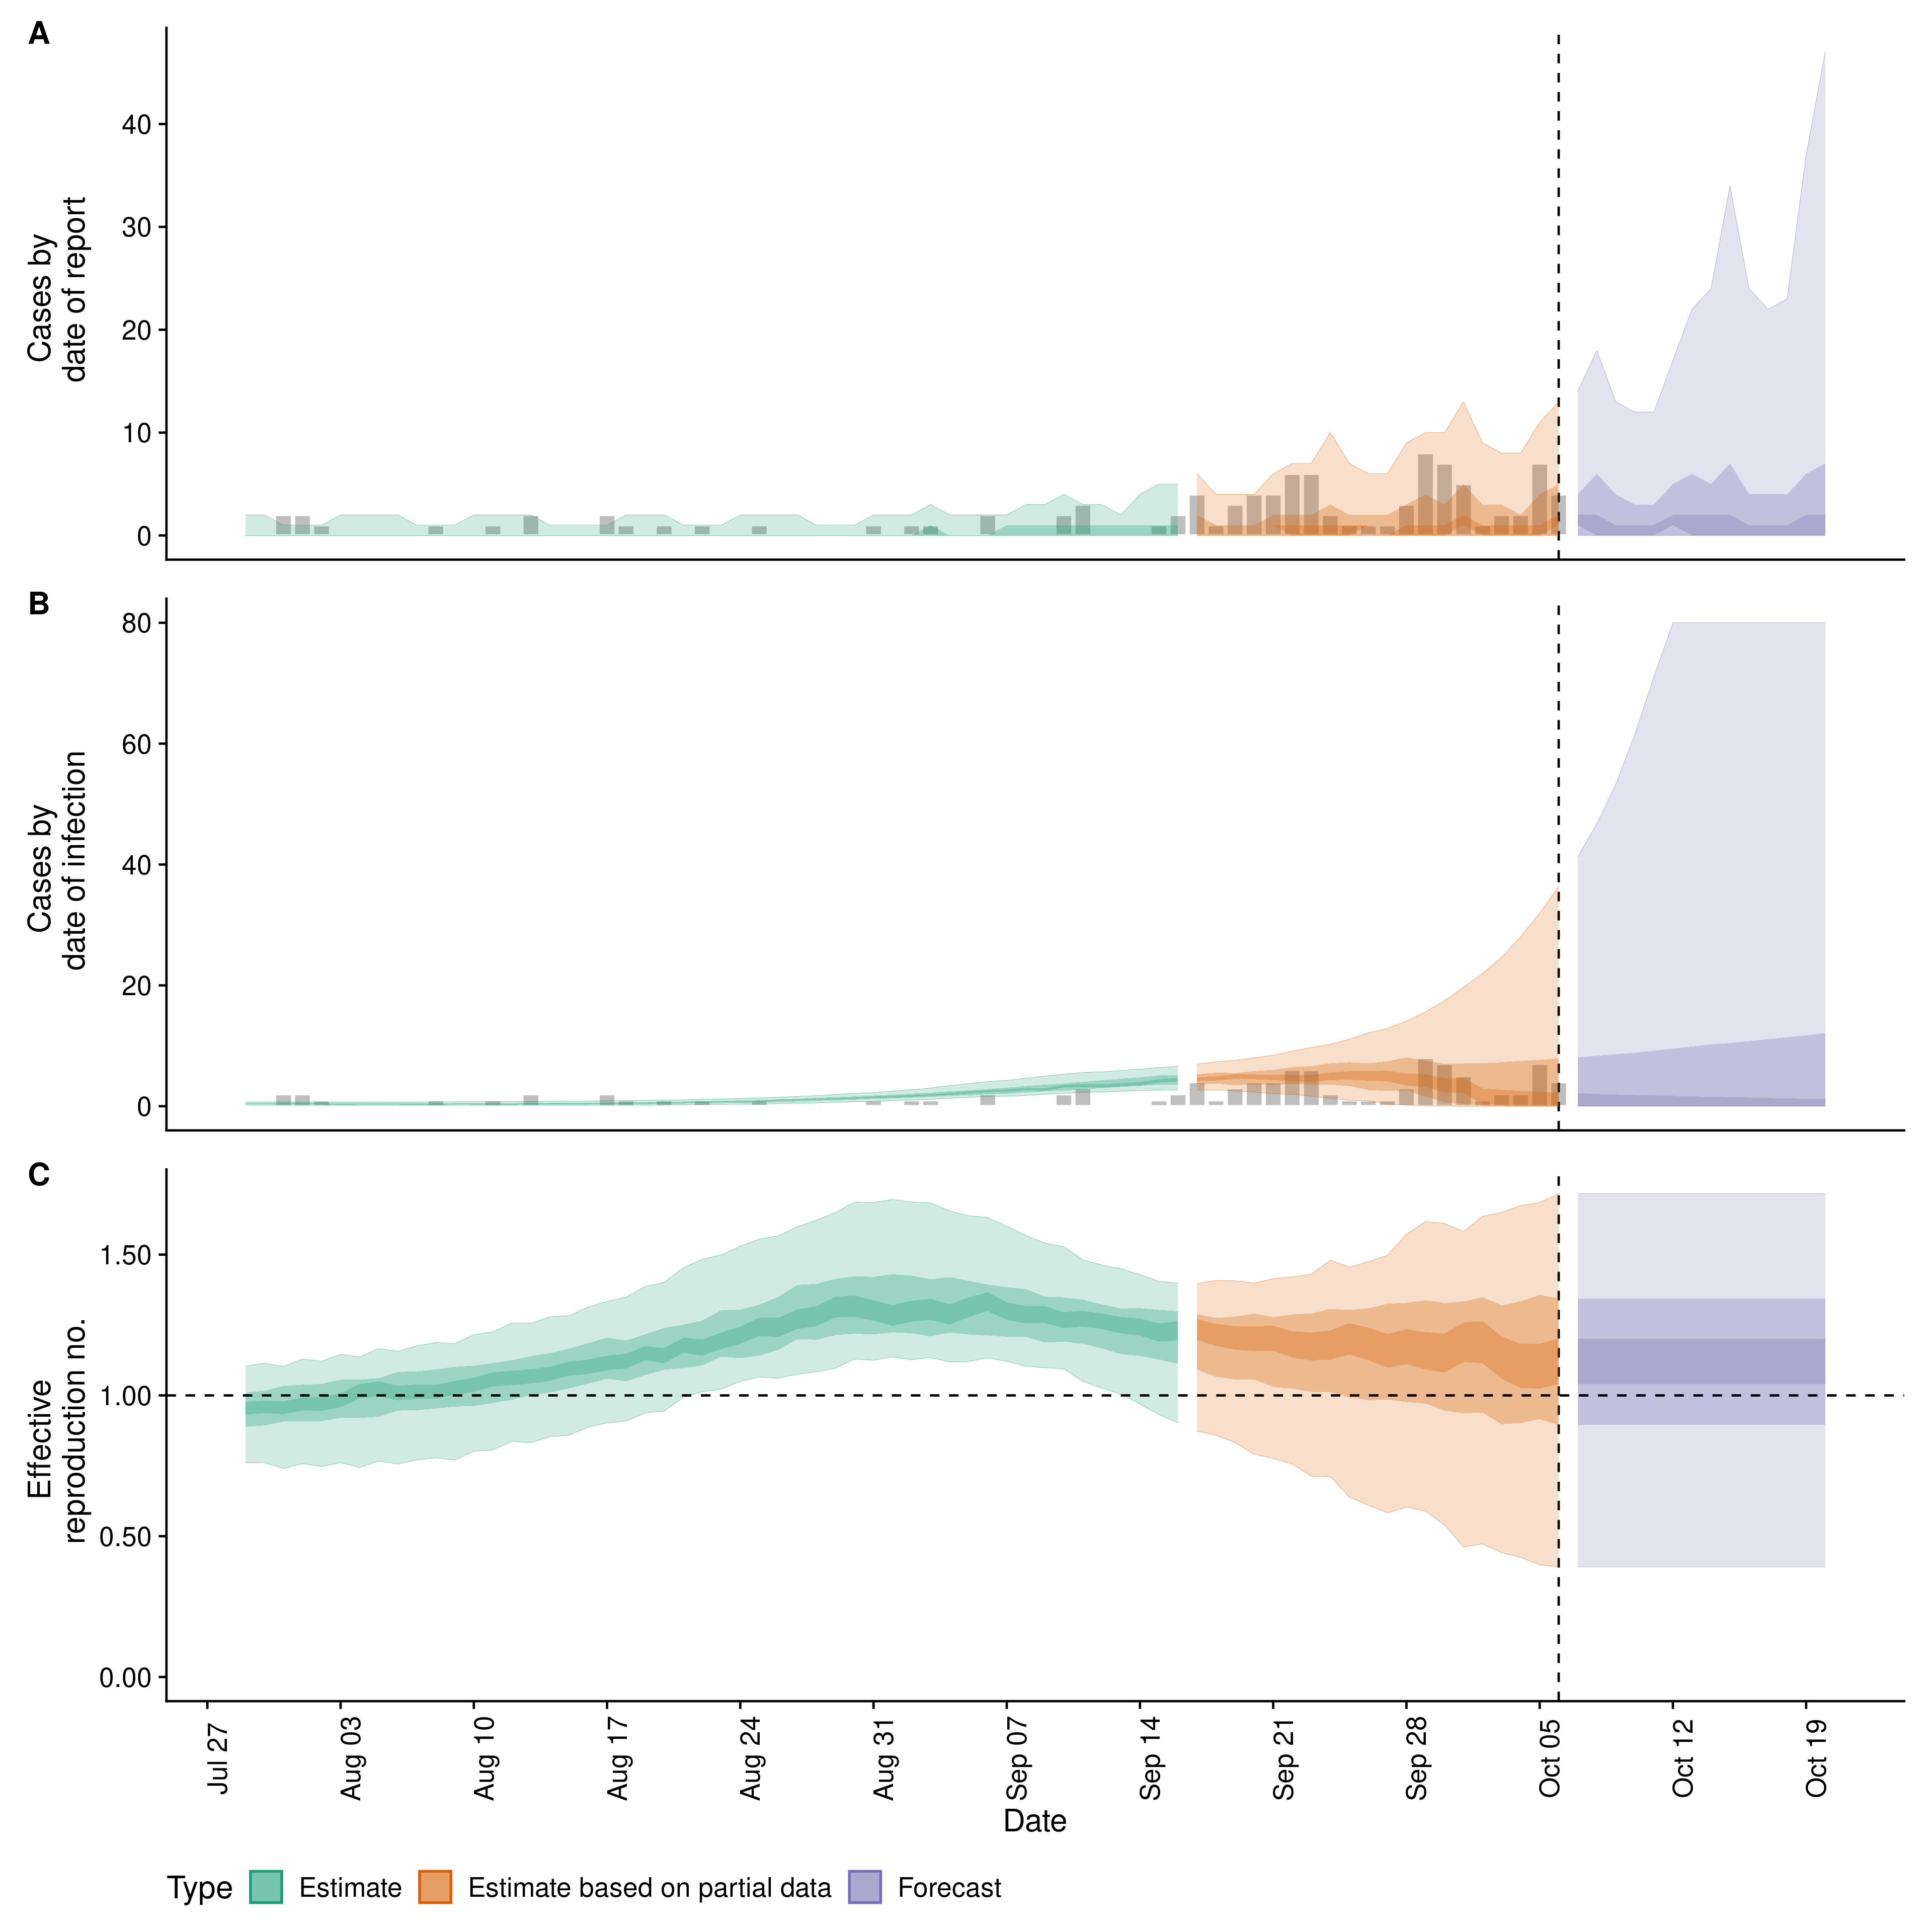 A
Cases by
date of report
40
30
20
10
0
B
Cases by
date of infection
80
60
40
20
0
C
Effective
reproduction no.
1.50
1.00
0.50
0.00
Jul 27
Aug 03
Aug 10
Aug 17
Aug 24
Aug 31
Sep 07
Sep 14
Sep 21
Sep 28
Oct 05
Oct 12
Oct 19
Date
Type Estimate Estimate based on partial data Forecast